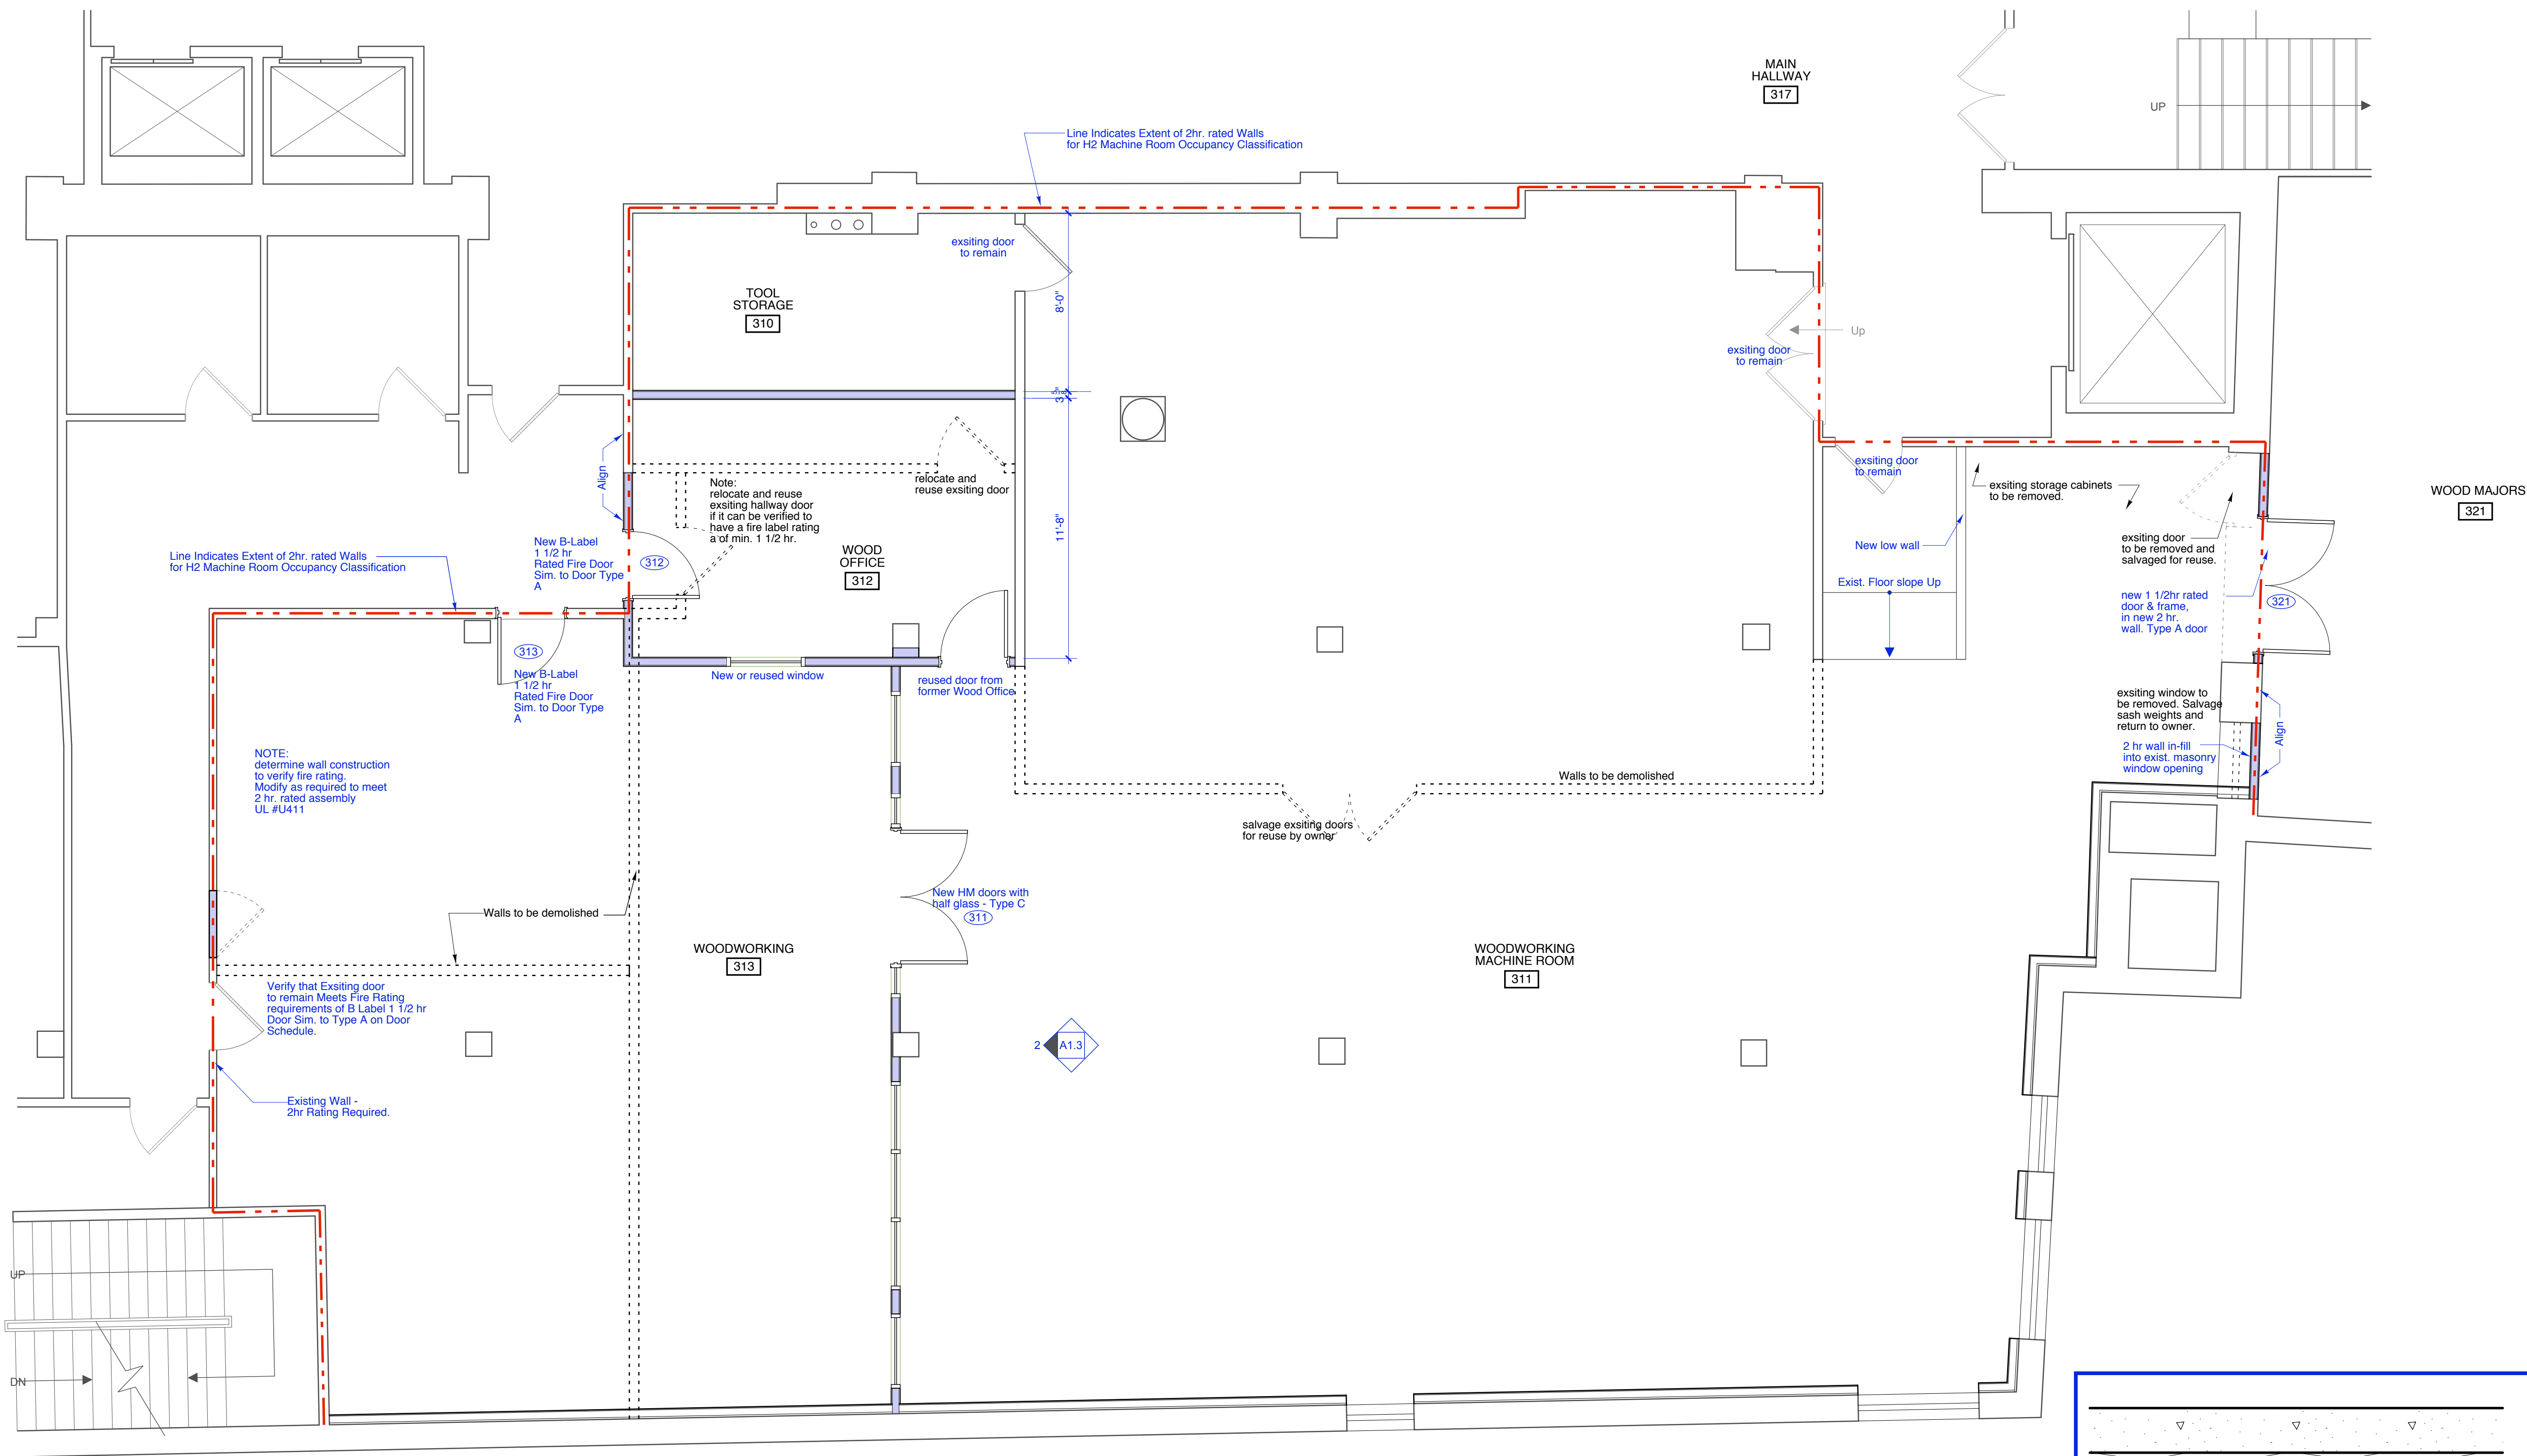 MAIN
HALLWAY
317
UP
Line Indicates Extent of 2hr. rated Walls
for H2 Machine Room Occupancy Classification
exsiting door
to remain
TOOL
STORAGE
310
8'-0"
exsiting door
to remain
Up
Align
Note:
relocate and reuse
exsiting hallway door
if it can be verified to
have a fire label rating
a of min. 1 1/2 hr.
relocate and
reuse exsiting door
11'-8"
exsiting door
to remain
exsiting storage cabinets
to be removed.
WOOD MAJORS
321
Line Indicates Extent of 2hr. rated Walls
for H2 Machine Room Occupancy Classification
New B-Label
1 1/2 hr
Rated Fire Door
Sim. to Door Type
A
312
WOOD
OFFICE
312
New low wall
Exist. Floor slope Up
exsiting door
to be removed and
salvaged for reuse.
new 1 1/2hr rated
door & frame,
in new 2 hr.
wall. Type A door
321
313
New B-Label
1 1/2 hr
Rated Fire Door
Sim. to Door Type
A
New or reused window
reused door from
former Wood Office
exsiting window to
be removed. Salvage
sash weights and
return to owner.
Align
2 hr wall in-fill
into exist. masonry
window opening
NOTE:
determine wall construction
to verify fire rating.
Modify as required to meet
2 hr. rated assembly
UL #U411
Walls to be demolished
salvage exsiting doors
for reuse by owner
New HM doors with
half glass - Type C
311
Walls to be demolished
WOODWORKING
313
WOODWORKING
MACHINE ROOM
311
Verify that Exsiting door
to remain Meets Fire Rating
requirements of B Label 1 1/2 hr
Door Sim. to Type A on Door
Schedule.
2
A1.3
Existing Wall -
2hr Rating Required.
UP
DN